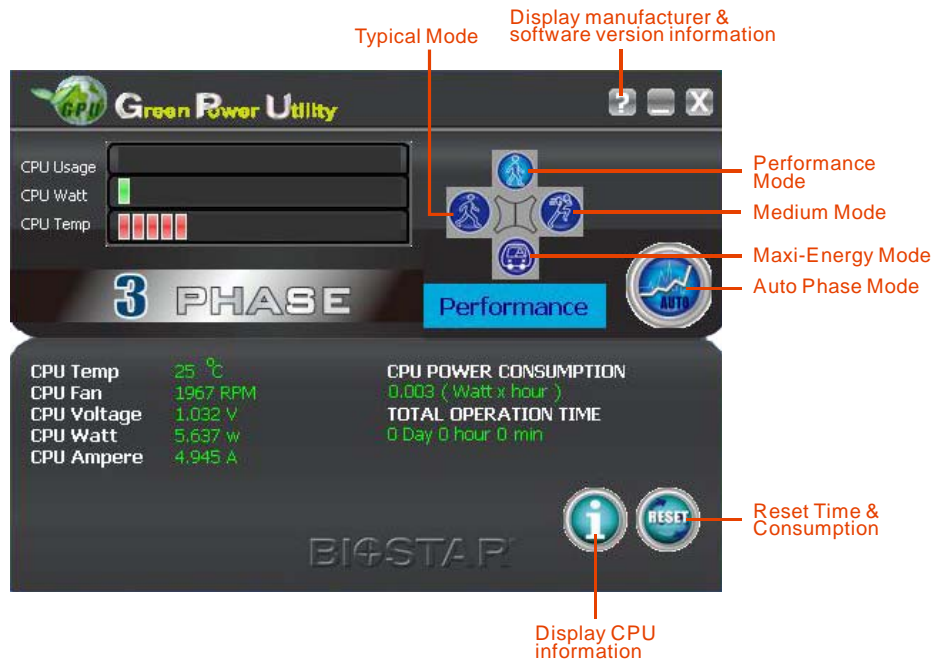 Display manufacturer &
software version information
Typical Mode
GPU
Green Power Utility
?
X
CPU Usage
CPU Watt
CPU Temp
Performance
Mode
Medium Mode
Maxi-Energy Mode
Auto Phase Mode
AUTO
3 PHASE
Performance
CPU Temp 25 °C
CPU Fan 1967 RPM
CPU Voltage 1.032 V
CPU Watt 5.637 w
CPU Ampere 4.945 A
CPU POWER CONSUMPTION
0.003 ( Watt x hour )
TOTAL OPERATION TIME
0 Day 0 hour 0 min
i
RESET
Reset Time &
Consumption
BIOSTAR
Display CPU
information